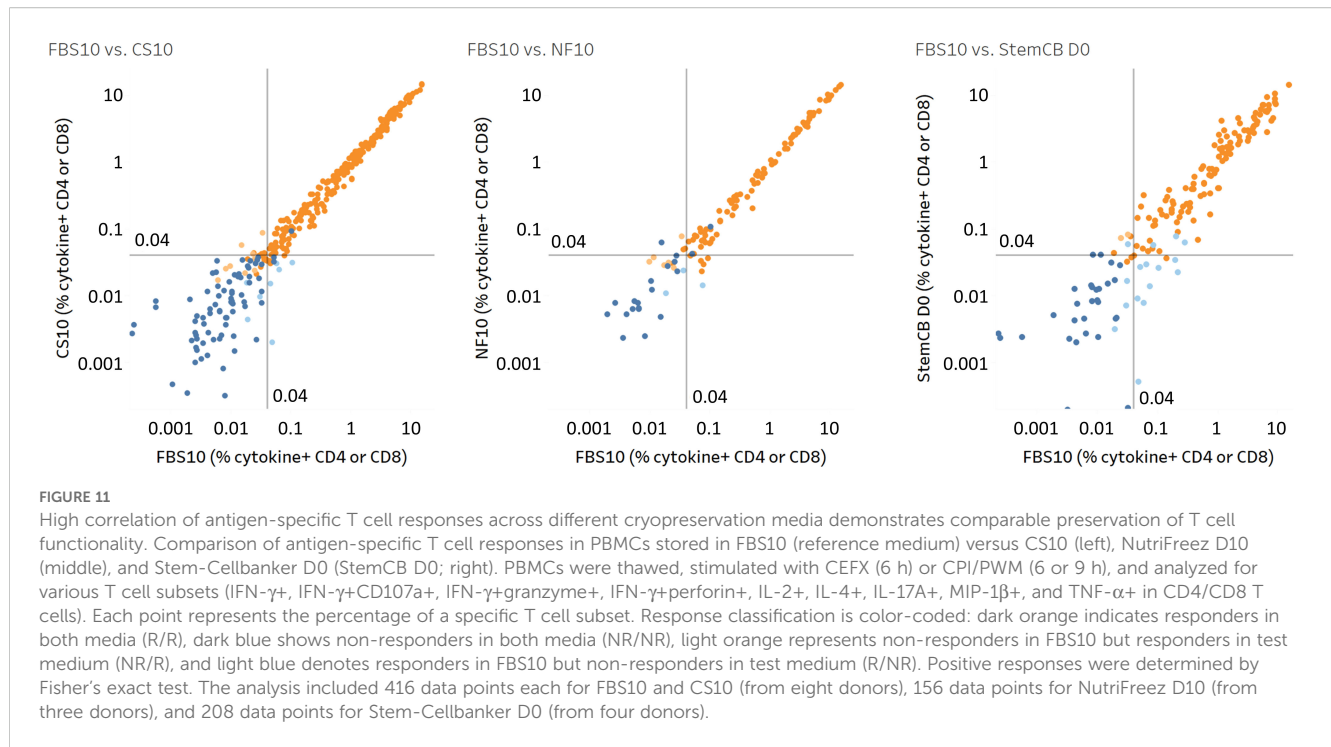 FBS10 vs. CS10
10
1
0.1
0.04
0.01
0.001
0.04
CS10 (% cytokine+ CD4 or CD8)
0.001 0.01 0.1 1 10
FBS10 (% cytokine+ CD4 or CD8)
FBS10 vs. NF10
10
1
0.1
0.04
0.01
0.001
0.04
NF10 (% cytokine+ CD4 or CD8)
0.001 0.01 0.1 1 10
FBS10 (% cytokine+ CD4 or CD8)
FBS10 vs. StemCB D0
10
1
0.1
0.04
0.01
0.001
0.04
StemCB D0 (% cytokine+ CD4 or CD8)
0.001 0.01 0.1 1 10
FBS10 (% cytokine+ CD4 or CD8)
FIGURE 11
High correlation of antigen-specific T cell responses across different cryopreservation media demonstrates comparable preservation of T cell
functionality. Comparison of antigen-specific T cell responses in PBMCs stored in FBS10 (reference medium) versus CS10 (left), NutriFreez D10
(middle), and Stem-Cellbanker D0 (StemCB D0; right). PBMCs were thawed, stimulated with CEFX (6 h) or CPI/PWM (6 or 9 h), and analyzed for
various T cell subsets (IFN-γ+, IFN-γ+CD107a+, IFN-γ+granzyme+, IFN-γ+perforin+, IL-2+, IL-4+, IL-17A+, MIP-1β+, and TNF-α+ in CD4/CD8 T
cells). Each point represents the percentage of a specific T cell subset. Response classification is color-coded: dark orange indicates responders in
both media (R/R), dark blue shows non-responders in both media (NR/NR), light orange represents non-responders in FBS10 but responders in test
medium (NR/R), and light blue denotes responders in FBS10 but non-responders in test medium (R/NR). Positive responses were determined by
Fisher's exact test. The analysis included 416 data points each for FBS10 and CS10 (from eight donors), 156 data points for NutriFreez D10 (from
three donors), and 208 data points for Stem-Cellbanker D0 (from four donors).